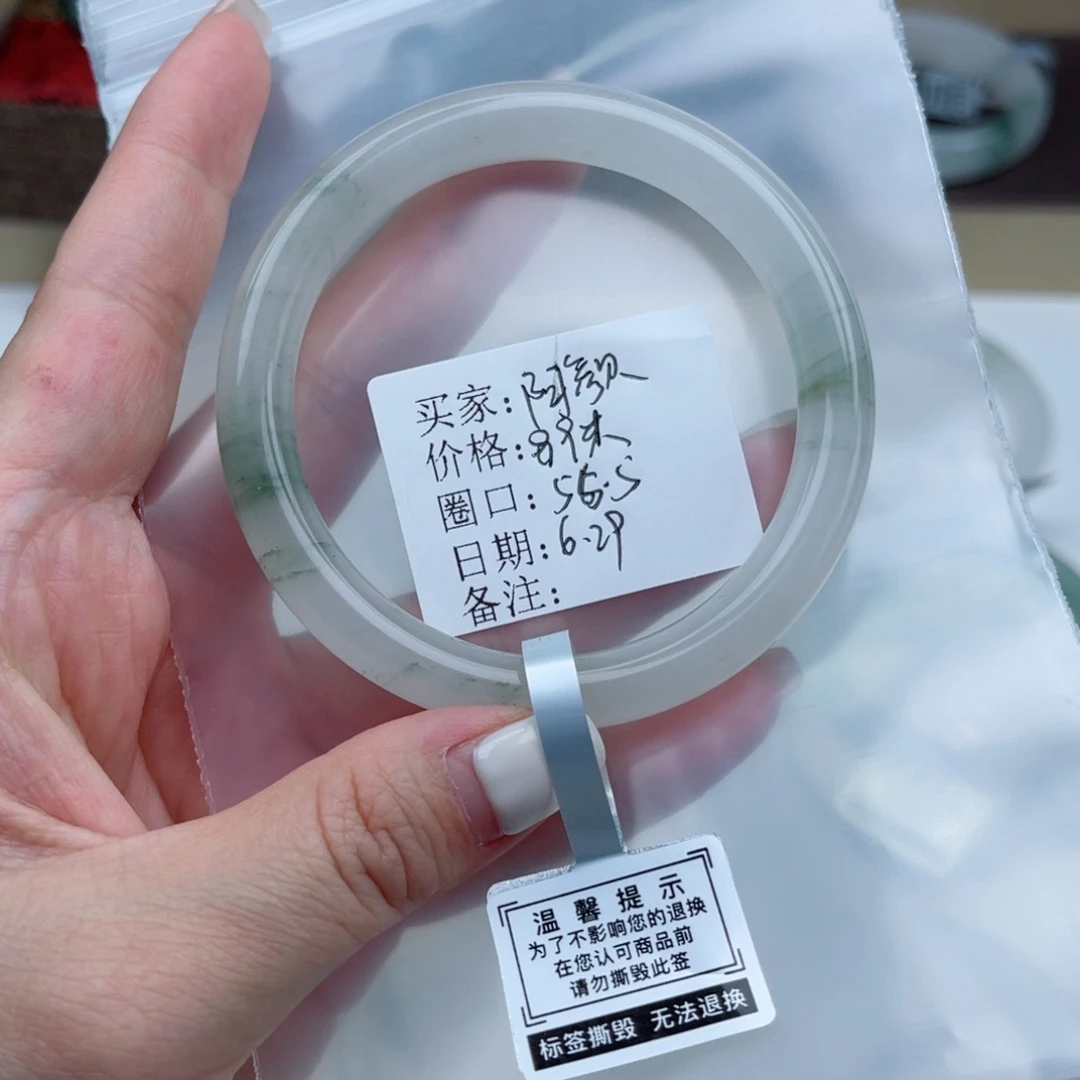 买家:阿颜
价格:
圈口:56.5
日期:6.29
备注:
温馨提示
为了不影响您的退换
在您认可商品前
请勿撕毁此签
标签撕毁 无法退换